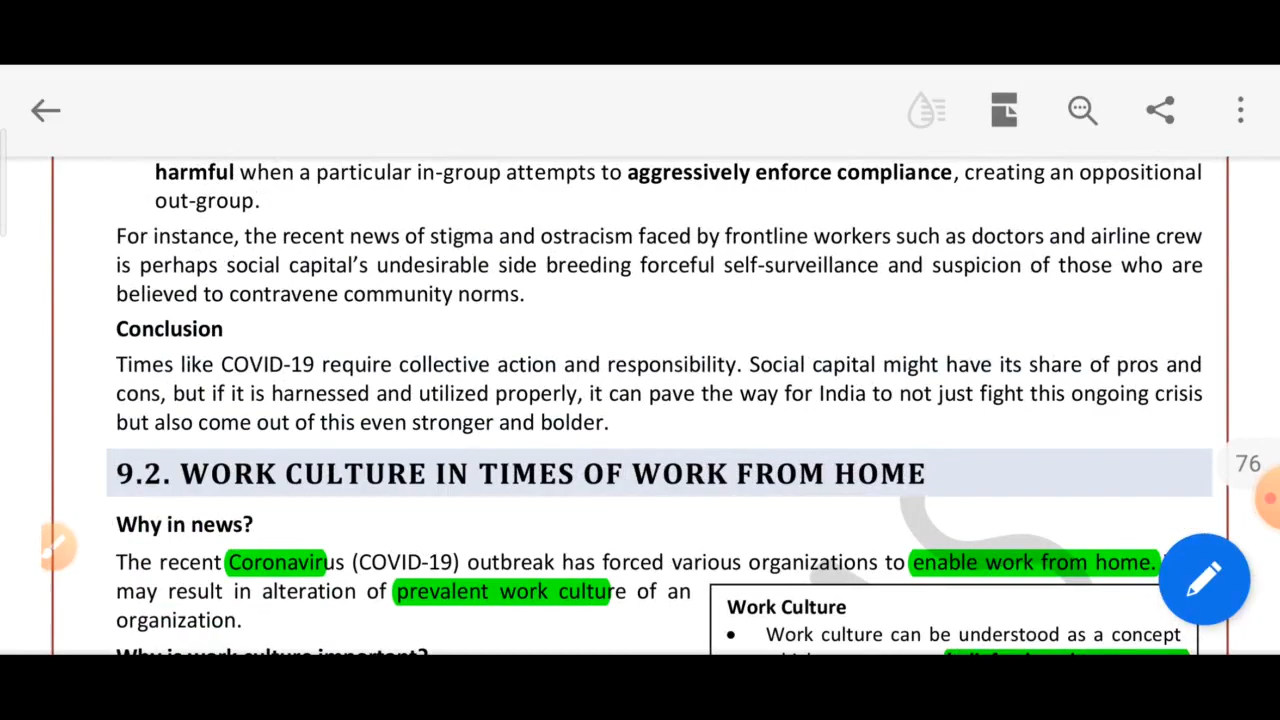 harmful when a particular in-group attempts to aggressively enforce compliance, creating an oppositional
out-group.
For instance, the recent news of stigma and ostracism faced by frontline workers such as doctors and airline crew
is perhaps social capital’s undesirable side breeding forceful self-surveillance and suspicion of those who are
believed to contravene community norms.
Conclusion
Times like COVID-19 require collective action and responsibility. Social capital might have its share of pros and
cons, but if it is harnessed and utilized properly, it can pave the way for India to not just fight this ongoing crisis
but also come out of this even stronger and bolder.
9.2. WORK CULTURE IN TIMES OF WORK FROM HOME
76
Why in news?
The recent Coronavirus (COVID-19) outbreak has forced various organizations to enable work from home.
may result in alteration of prevalent work culture of an
organization.
Why is work culture important?
Work Culture
• Work culture can be understood as a concept